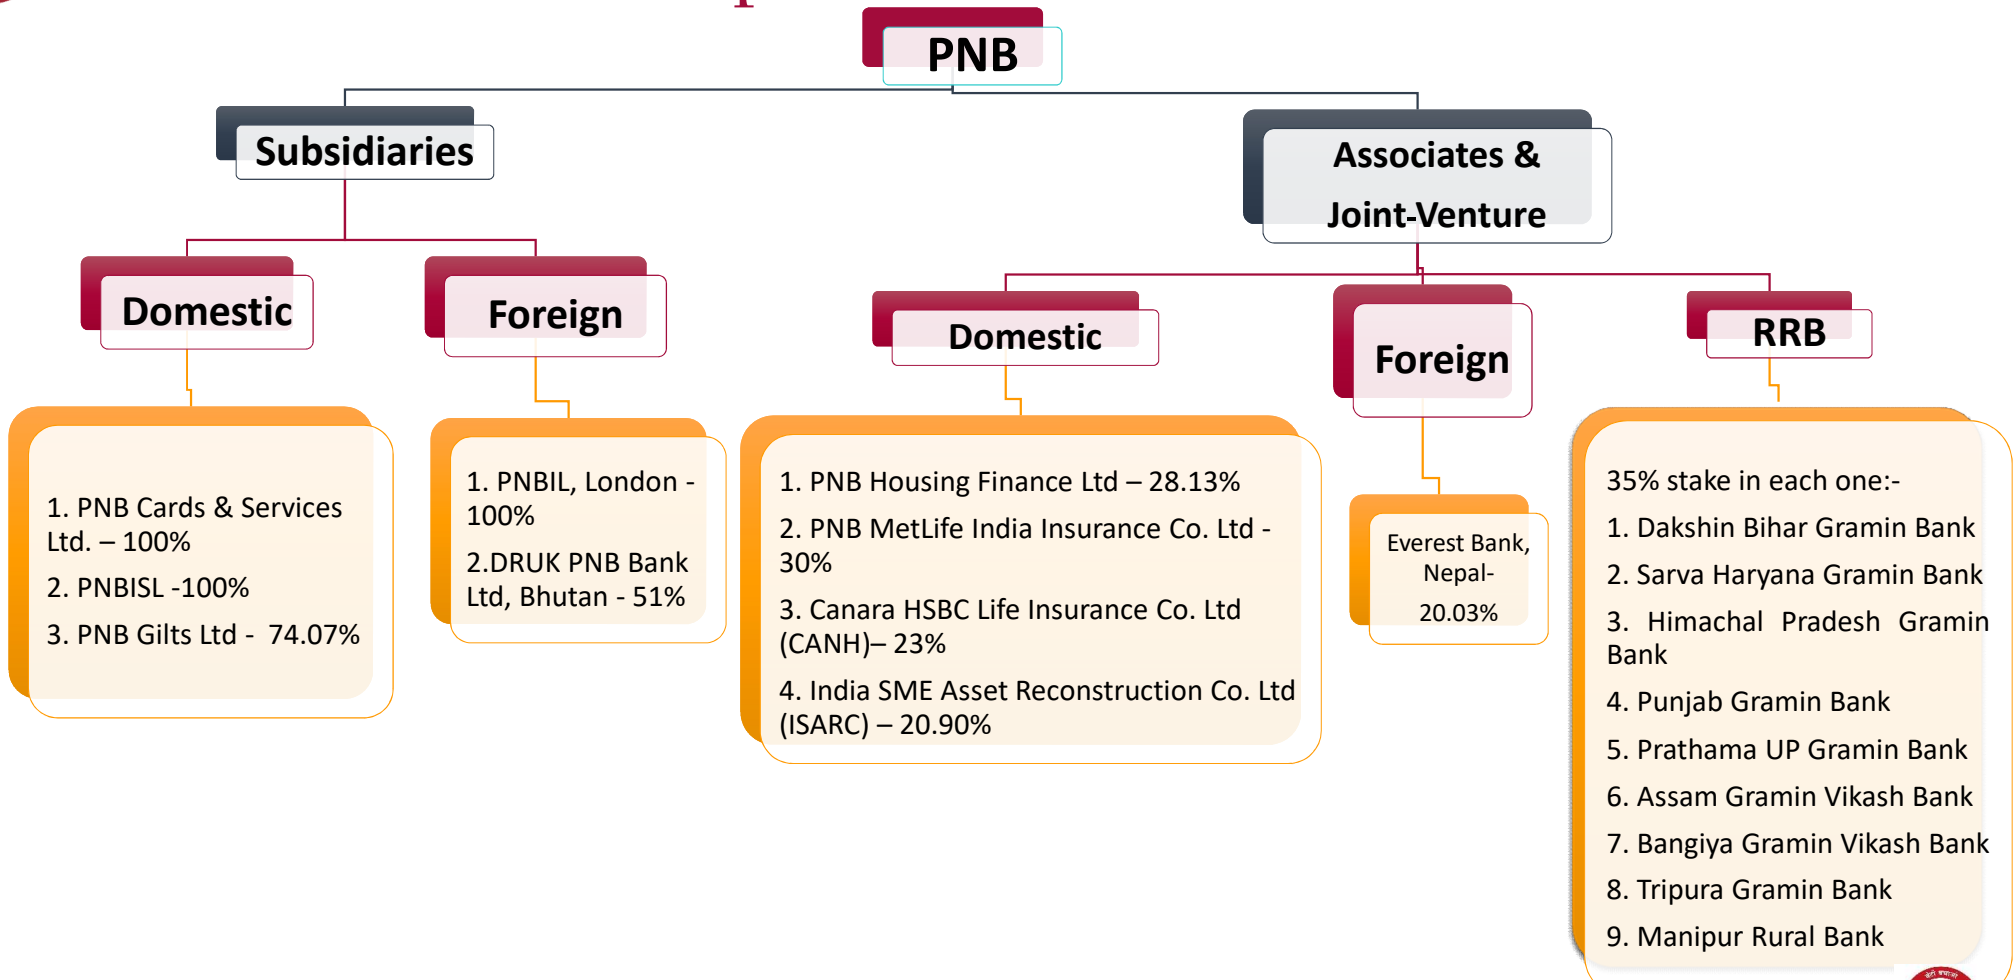 PNB
Subsidiaries
Associates &
Joint-Venture
Domestic
Foreign
Domestic
Foreign
RRB
1. PNB Cards & Services
Ltd. – 100%
2. PNBISL -100%
3. PNB Gilts Ltd - 74.07%
1. PNBIL, London -
100%
2.DRUK PNB Bank
Ltd, Bhutan - 51%
1. PNB Housing Finance Ltd – 28.13%
2. PNB MetLife India Insurance Co. Ltd -
30%
3. Canara HSBC Life Insurance Co. Ltd
(CANH)– 23%
4. India SME Asset Reconstruction Co. Ltd
(ISARC) – 20.90%
Everest Bank,
Nepal-
20.03%
35% stake in each one:-
1. Dakshin Bihar Gramin Bank
2. Sarva Haryana Gramin Bank
3. Himachal Pradesh Gramin
Bank
4. Punjab Gramin Bank
5. Prathama UP Gramin Bank
6. Assam Gramin Vikash Bank
7. Bangiya Gramin Vikash Bank
8. Tripura Gramin Bank
9. Manipur Rural Bank